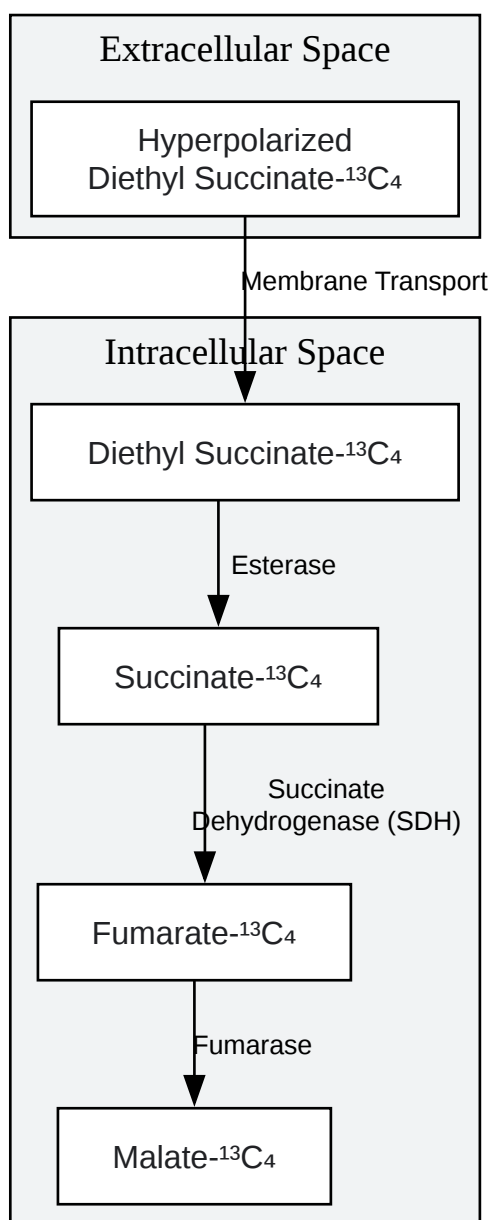 Extracellular Space
Hyperpolarized
Diethyl Succinate-¹³C₄
Membrane Transport
Intracellular Space
Diethyl Succinate-¹³C₄
Esterase
Succinate-¹³C₄
Succinate
Dehydrogenase (SDH)
Fumarate-¹³C₄
Fumarase
Malate-¹³C₄